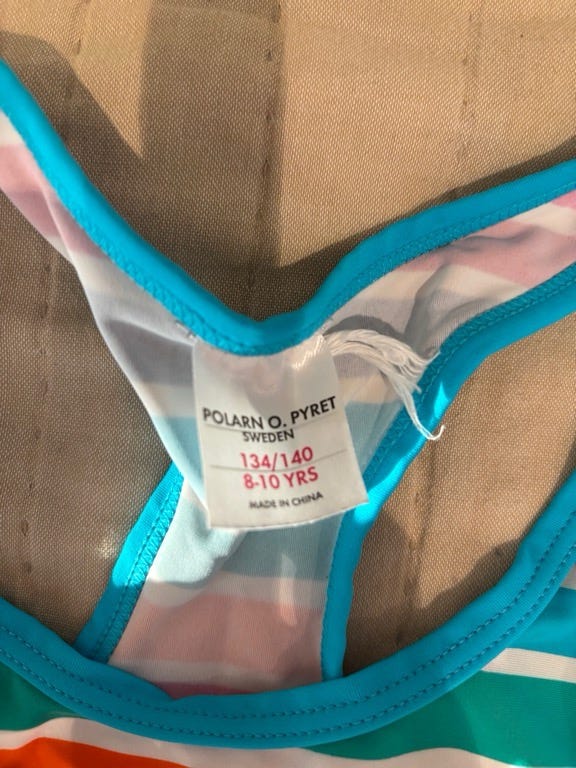 POLARN O. PYRET
SWEDEN
134/140
8-10 YRS
MADE IN CHINA